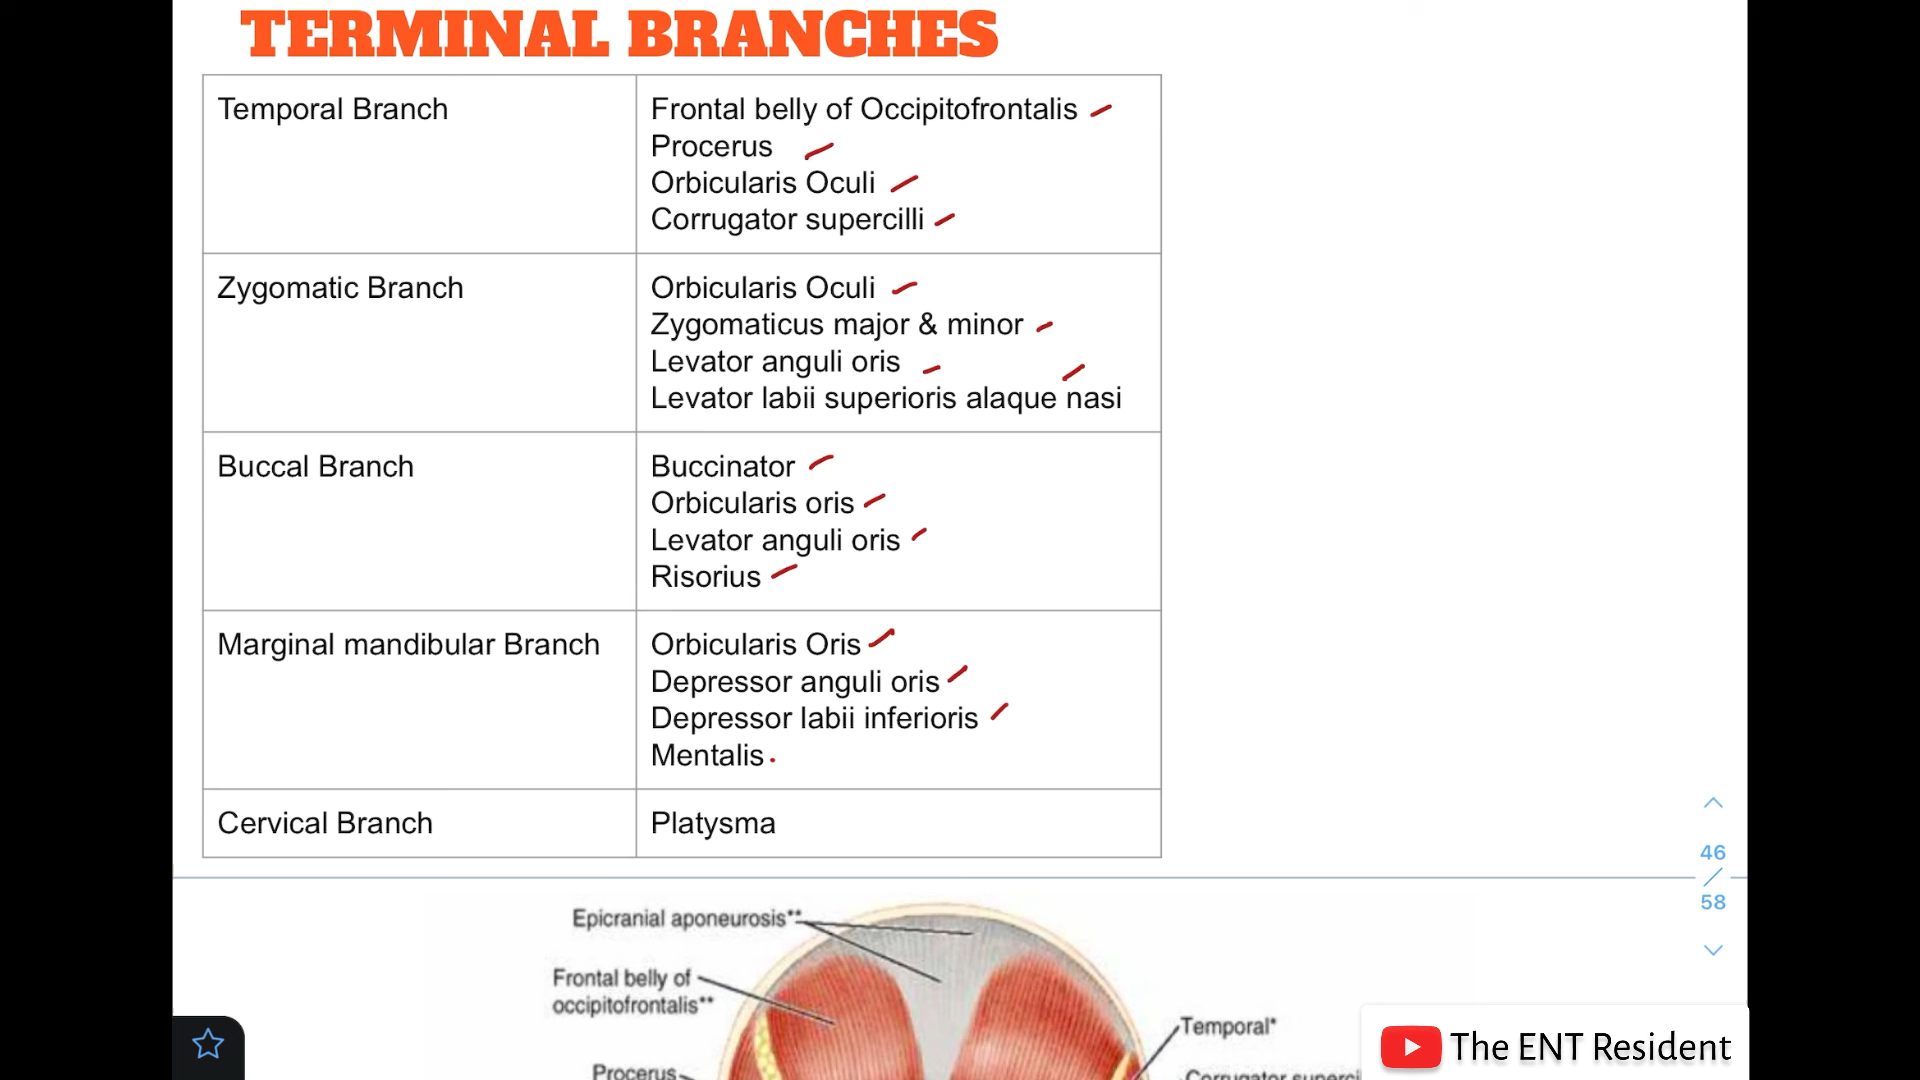 TERMINAL BRANCHES
Temporal Branch
Frontal belly of Occipitofrontalis
Procerus
Orbicularis Oculi
Corrugator supercilli
Zygomatic Branch
Orbicularis Oculi
Zygomaticus major & minor
Levator anguli oris
Levator labii superioris alaque nasi
Buccal Branch
Buccinator
Orbicularis oris
Levator anguli oris
Risorius
Marginal mandibular Branch
Orbicularis Oris
Depressor anguli oris
Depressor labii inferioris
Mentalis
Cervical Branch
Platysma
46
/
58
Epicranial aponeurosis**
Frontal belly of
occipitofrontalis**
Temporal*
Procerus
Corrugator
The ENT Resident